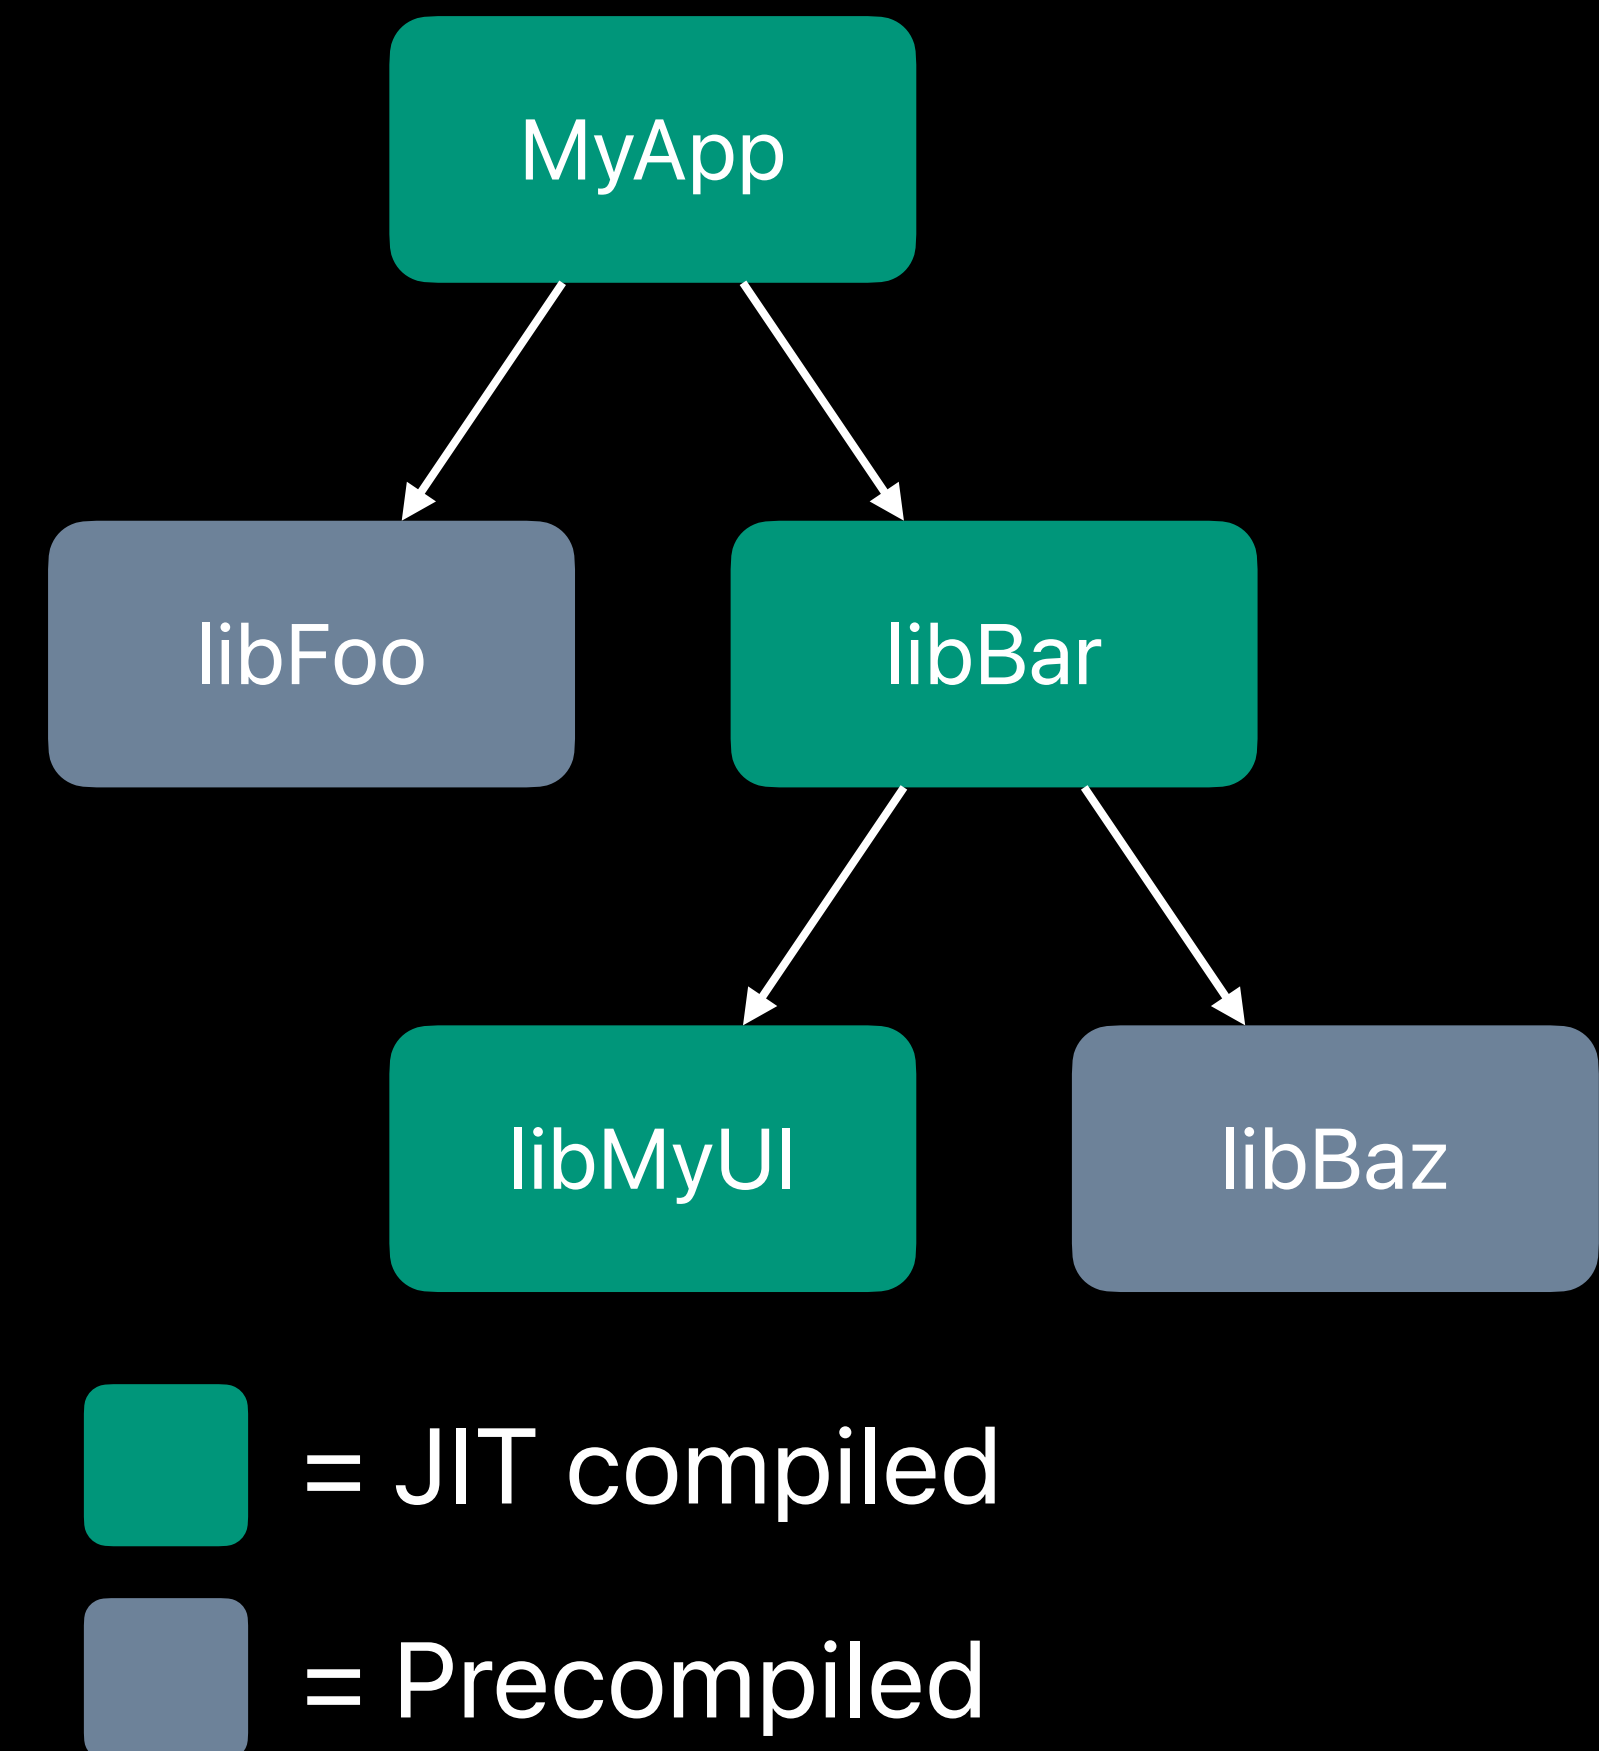 MyApp
libFoo
libBar
libMyUI
libBaz
= JIT compiled
= Precompiled